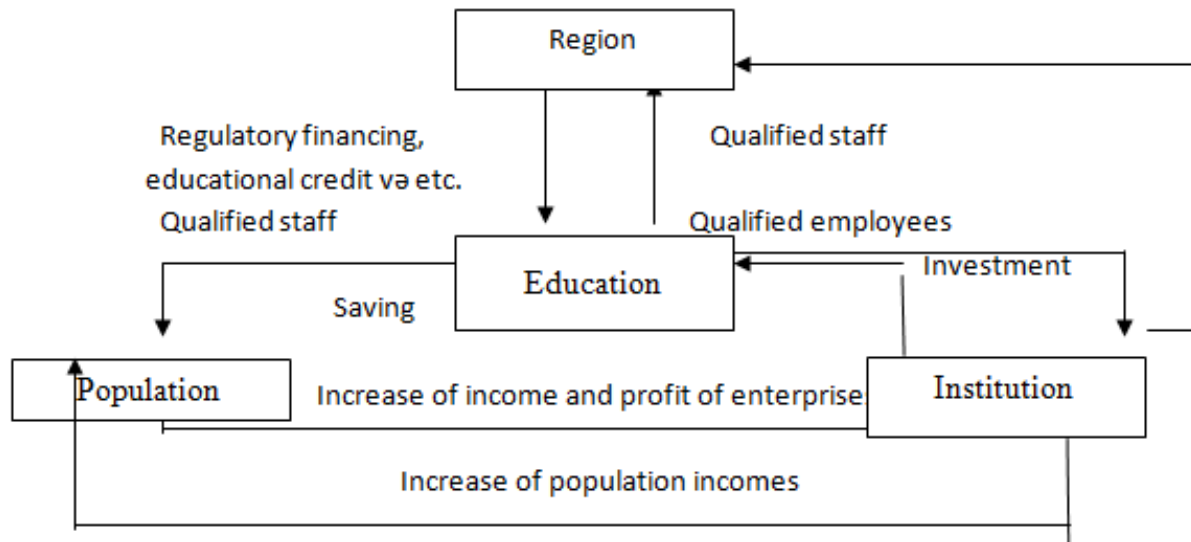 Region
Regulatory financing,
educational credit və etc.
Qualified staff
Qualified staff
Qualified employees
Education
Investment
Saving
Population
Increase of income and profit of enterprise
Institution
Increase of population incomes